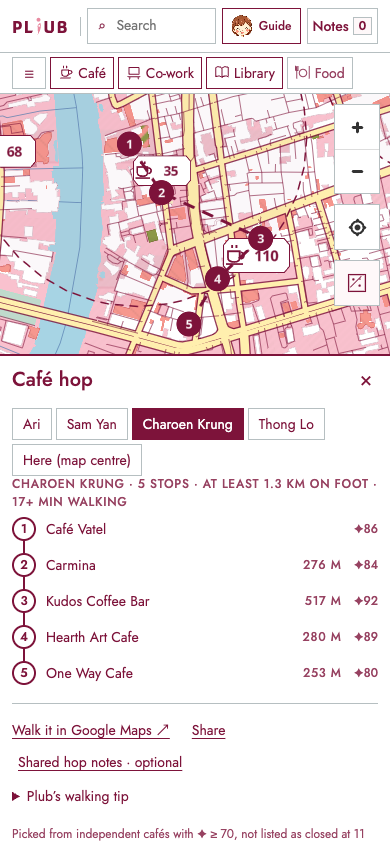 PLIUB
Search
Guide
Notes 0
Café
Co-work
Library
Food
68
1
35
2
3
110
4
5
Café hop
Ari
Sam Yan
Charoen Krung
Thong Lo
Here (map centre)
CHAROEN KRUNG · 5 STOPS · AT LEAST 1.3 KM ON FOOT ·
17+ MIN WALKING
1 Café Vatel ✦86
2 Carmina 276 M ✦84
3 Kudos Coffee Bar 517 M ✦92
4 Hearth Art Cafe 280 M ✦89
5 One Way Cafe 253 M ✦80
Walk it in Google Maps ↗ Share
Shared hop notes · optional
▶ Plub's walking tip
Picked from independent cafés with ✦ ≥ 70, not listed as closed at 11